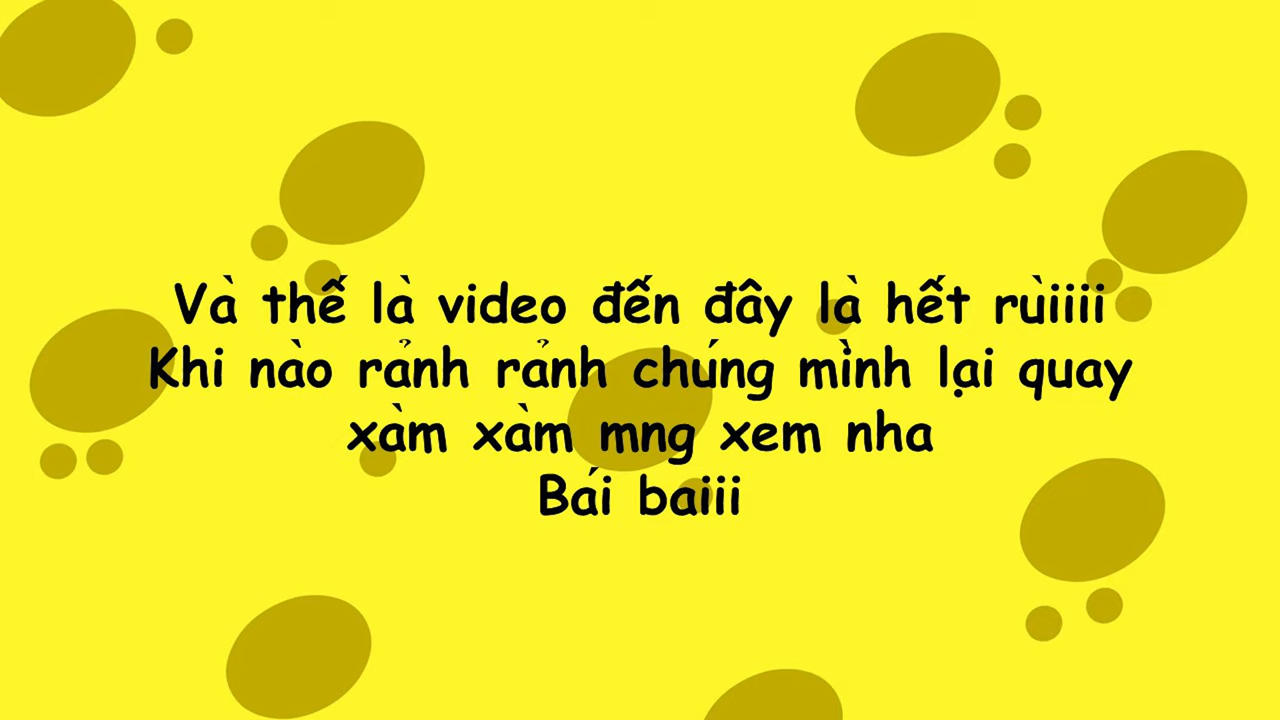 Và thế là video đến đây là hết rùiiii
Khi nào rảnh rảnh chúng mình lại quay
xàm xàm mng xem nha
Bái baiii